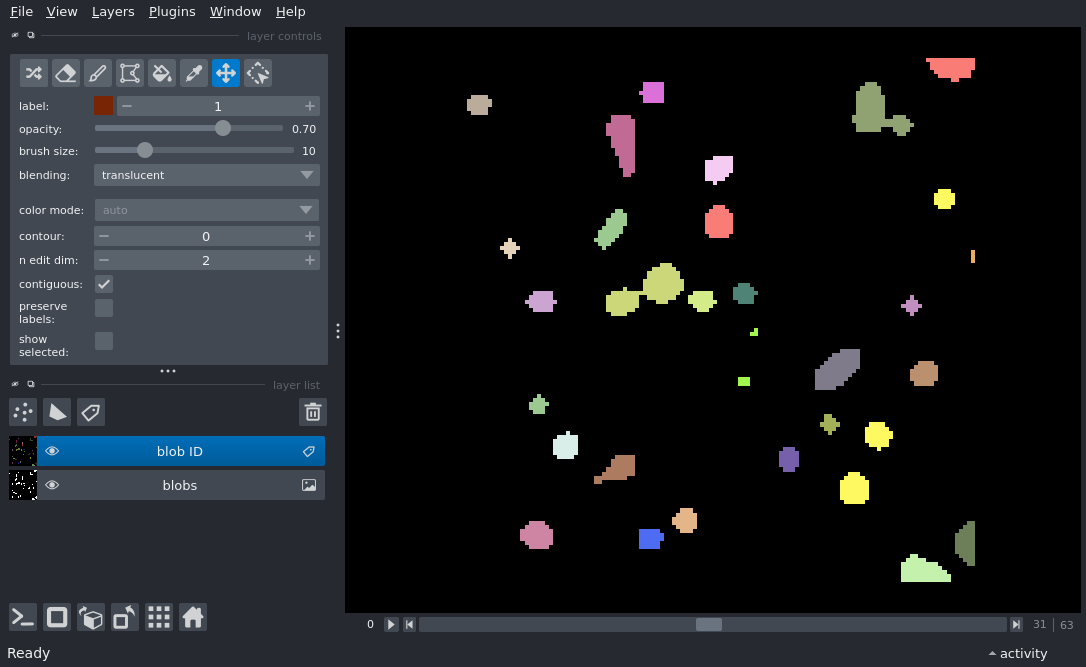 File View Layers Plugins Window Help
layer controls
label: 1
opacity: 0.70
brush size: 10
blending: translucent
color mode: auto
contour: 0
n edit dim: 2
contiguous:
preserve
labels:
show
selected:
layer list
blob ID
blobs
0 31 | 63
Ready activity